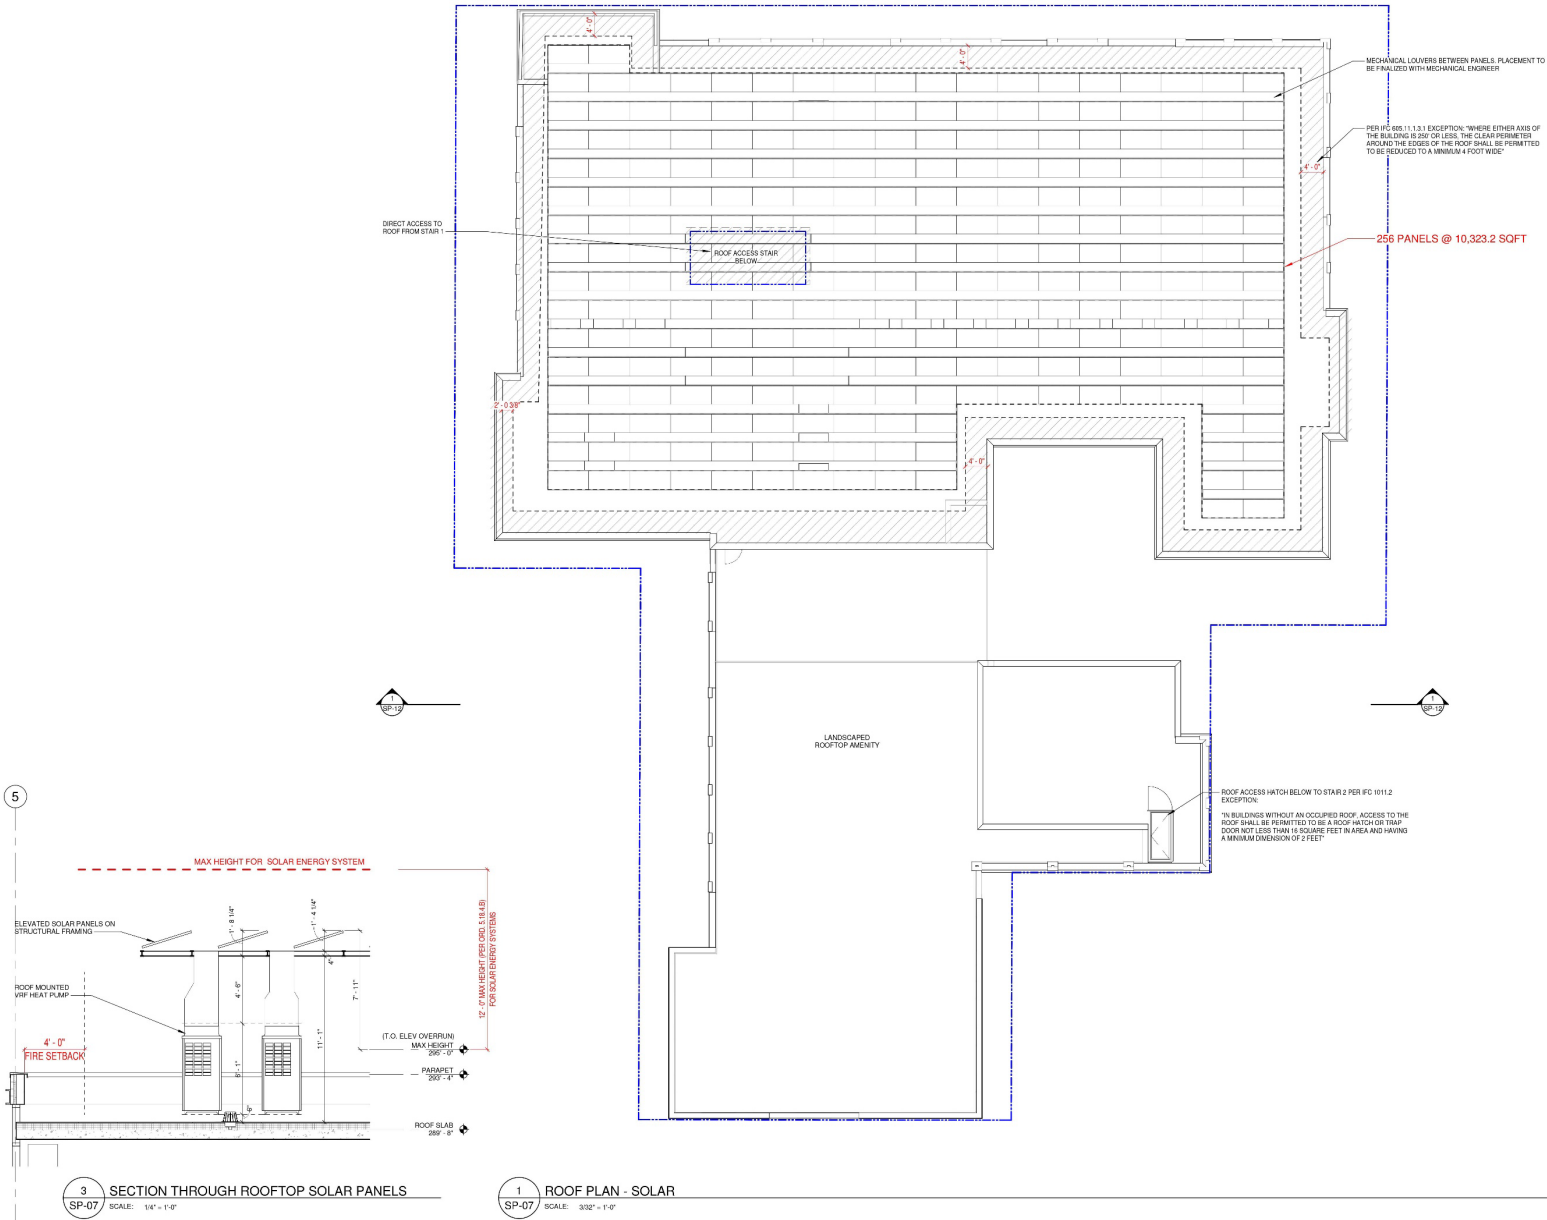 4' - 0"
4' - 0"
MECHANICAL LOUVERS BETWEEN PANELS. PLACEMENT TO
BE FINALIZED WITH MECHANICAL ENGINEER
PER IFC 605.11.1.3.1 EXCEPTION: "WHERE EITHER AXIS OF
THE BUILDING IS 250' OR LESS, THE CLEAR PERIMETER
AROUND THE EDGES OF THE ROOF SHALL BE PERMITTED
TO BE REDUCED TO A MINIMUM 4 FOOT WIDE"
4' - 0"
DIRECT ACCESS TO
ROOF FROM STAIR 1
ROOF ACCESS STAIR
BELOW
256 PANELS @ 10,323.2 SQFT
2' - 0 3/8"
4' - 0"
1
SP-12
1
SP-12
LANDSCAPED
ROOFTOP AMENITY
ROOF ACCESS HATCH BELOW TO STAIR 2 PER IFC 1011.2
EXCEPTION:
"IN BUILDINGS WITHOUT AN OCCUPIED ROOF, ACCESS TO THE
ROOF SHALL BE PERMITTED TO BE A ROOF HATCH OR TRAP
DOOR NOT LESS THAN 16 SQUARE FEET IN AREA AND HAVING
A MINIMUM DIMENSION OF 2 FEET"
5
MAX HEIGHT FOR SOLAR ENERGY SYSTEM
ELEVATED SOLAR PANELS ON
STRUCTURAL FRAMING
1' - 8 1/4"
1' - 4 1/4"
4"
ROOF MOUNTED
VRF HEAT PUMP
4' - 6"
7' - 11"
12' - 0" MAX HEIGHT (PER ORD. 5.18.4.B)
FOR SOLAR ENERGY SYSTEMS
4' - 0"
FIRE SETBACK
11' - 1"
6' - 1"
6"
(T.O. ELEV OVERRUN)
MAX HEIGHT
295' - 0"
PARAPET
293' - 4"
ROOF SLAB
289' - 8"
3
SP-07
SECTION THROUGH ROOFTOP SOLAR PANELS
SCALE: 1/4" = 1'-0"
1
SP-07
ROOF PLAN - SOLAR
SCALE: 3/32" = 1'-0"